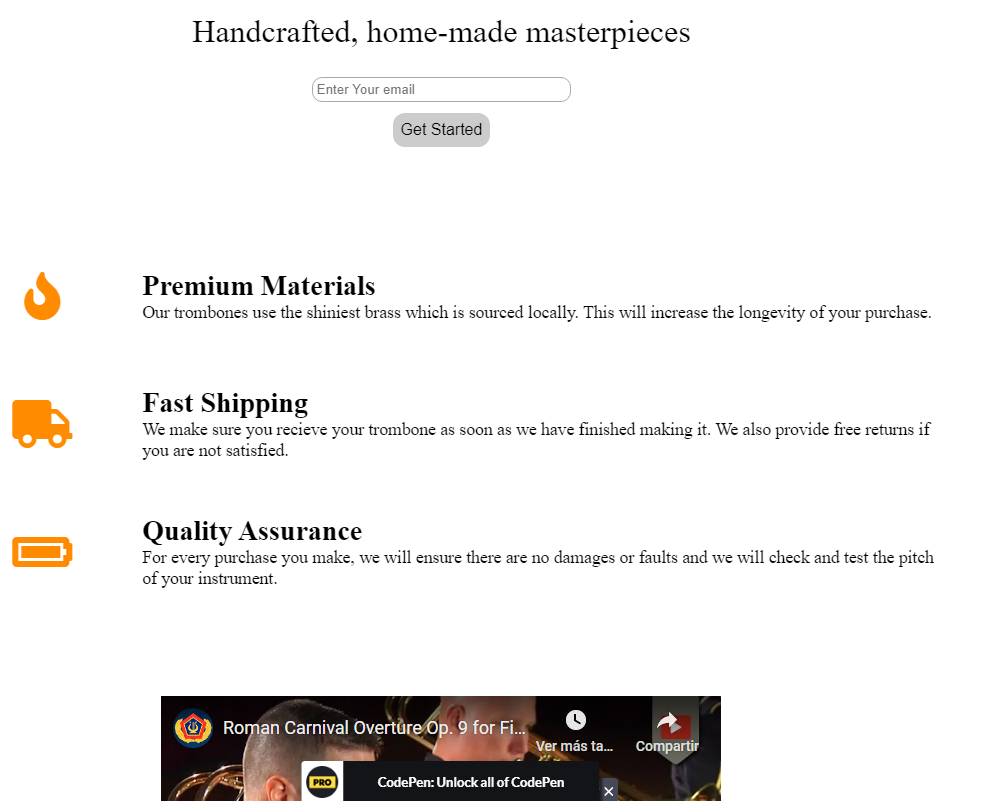 Handcrafted, home-made masterpieces
Enter Your email
Get Started
Premium Materials
Our trombones use the shiniest brass which is sourced locally. This will increase the longevity of your purchase.
Fast Shipping
We make sure you recieve your trombone as soon as we have finished making it. We also provide free returns if
you are not satisfied.
Quality Assurance
For every purchase you make, we will ensure there are no damages or faults and we will check and test the pitch
of your instrument.
Roman Carnival Overture Op. 9 for Fi...
Ver más ta...
Compartir
PRO
CodePen: Unlock all of CodePen